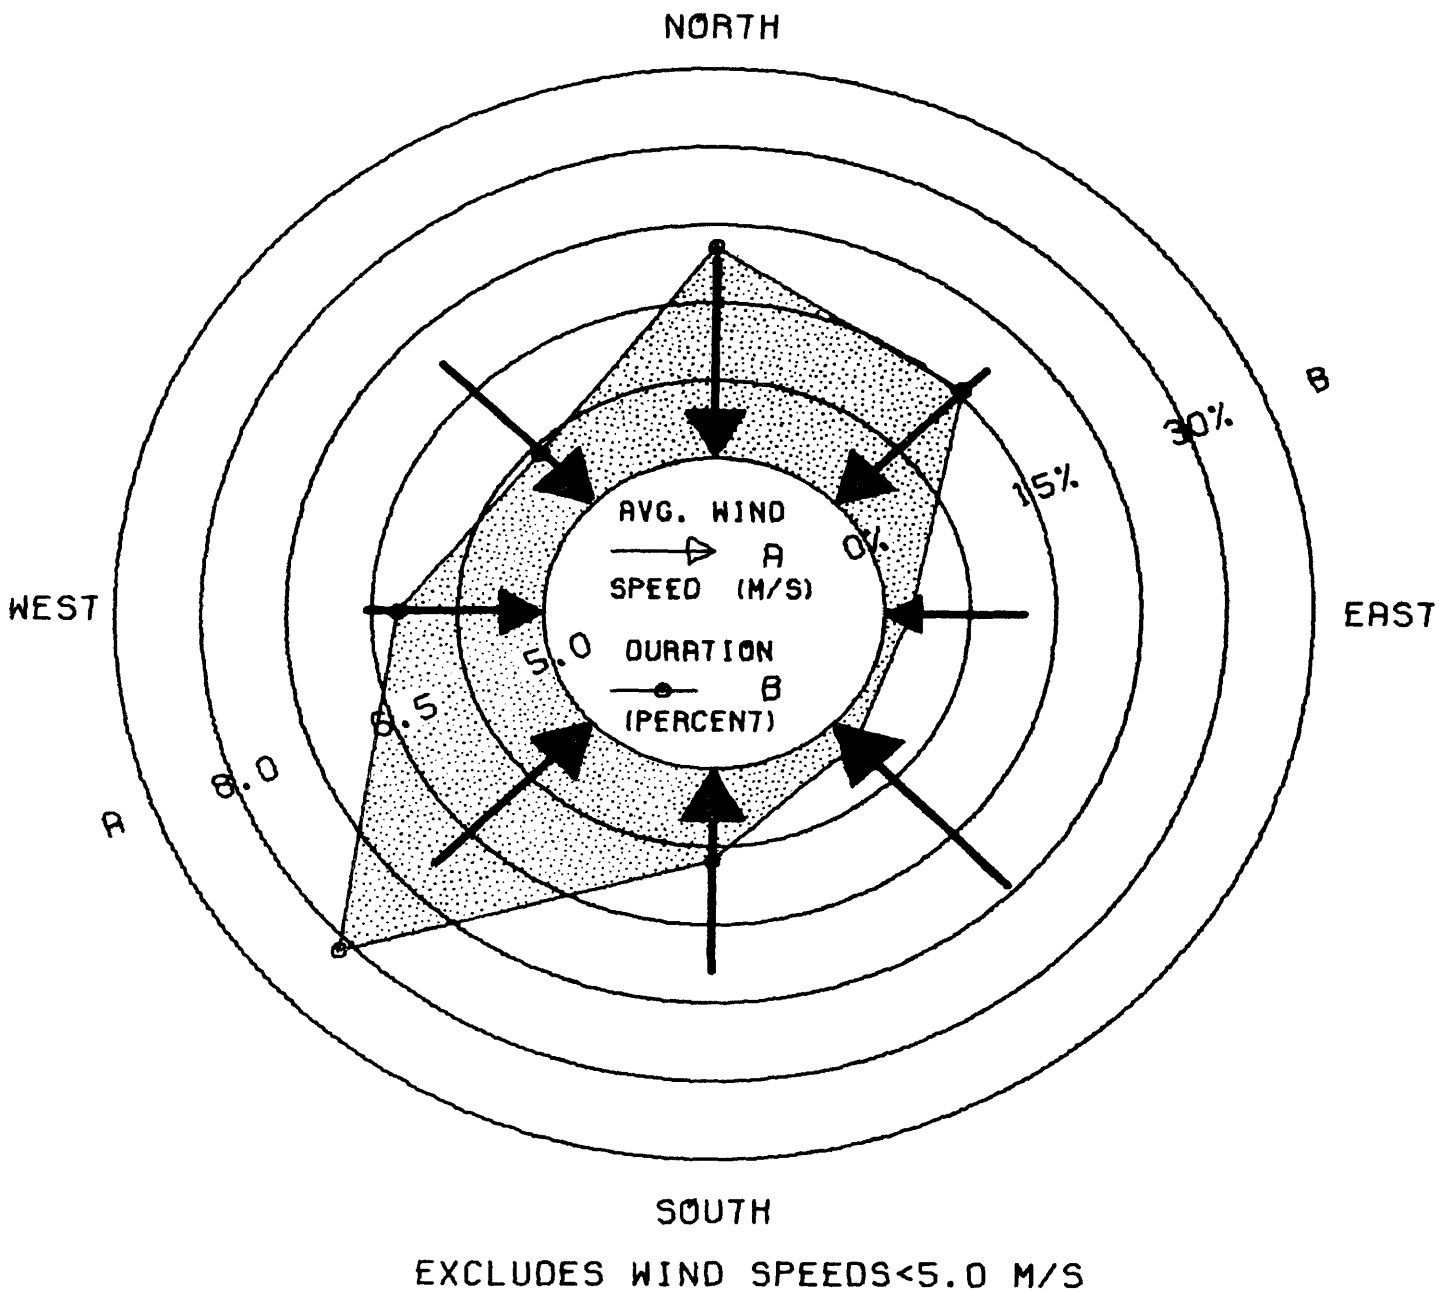 NORTH
B
30%
15%
AVG. WIND
0%
A
SPEED (M/S)
WEST
EAST
5.0
DURATION
B
6.5
(PERCENT)
8.0
A
SOUTH
EXCLUDES WIND SPEEDS<5.0 M/S